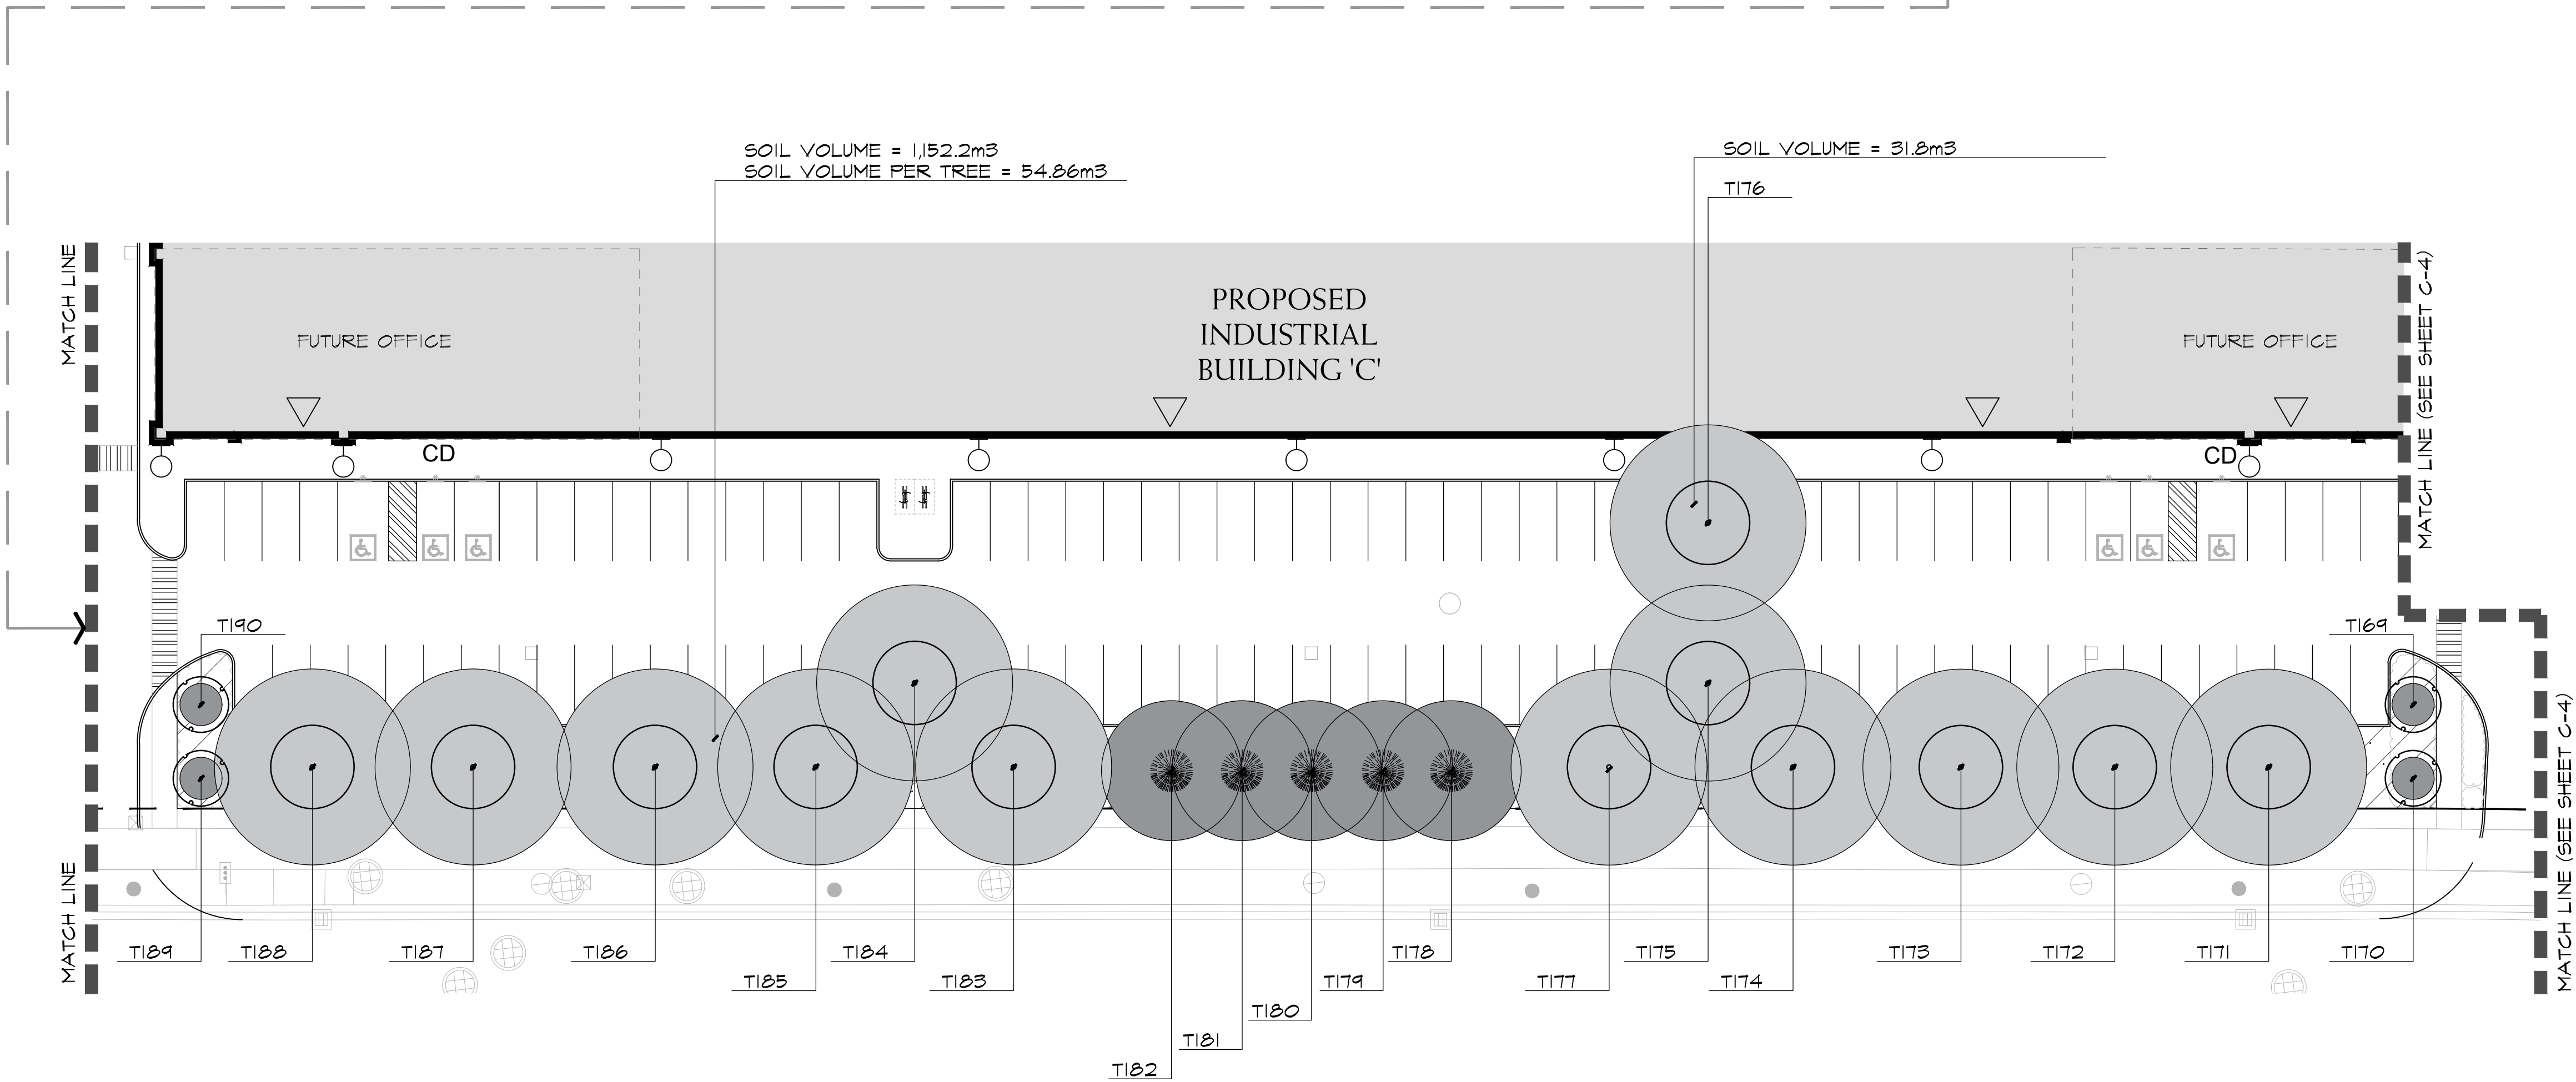 SOIL VOLUME = 1,152.2m3
SOIL VOLUME PER TREE = 54.86m3
SOIL VOLUME = 31.8m3
T176
MATCH LINE
PROPOSED
INDUSTRIAL
BUILDING 'C'
FUTURE OFFICE
FUTURE OFFICE
MATCH LINE (SEE SHEET C-4)
CD
CD
T190
T169
MATCH LINE
MATCH LINE (SEE SHEET C-4)
T189
T188
T187
T186
T184
T178
T175
T173
T172
T171
T170
T185
T183
T179
T177
T174
T180
T181
T182